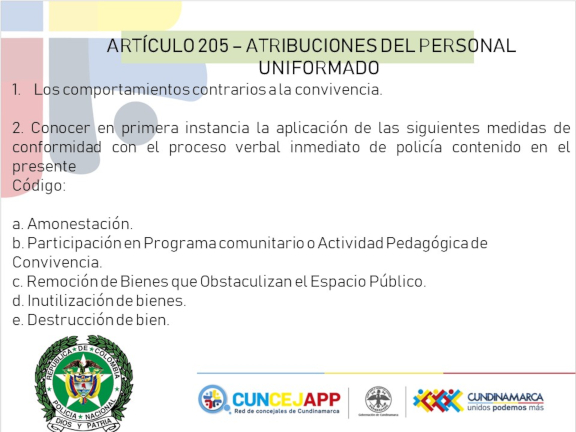 ARTÍCULO 205 – ATRIBUCIONES DEL PERSONAL
UNIFORMADO
1. Los comportamientos contrarios a la convivencia.
2. Conocer en primera instancia la aplicación de las siguientes medidas de
conformidad con el proceso verbal inmediato de policía contenido en el
presente
Código:
a. Amonestación.
b. Participación en Programa comunitario o Actividad Pedagógica de
Convivencia.
c. Remoción de Bienes que Obstaculizan el Espacio Público.
d. Inutilización de bienes.
e. Destrucción de bien.
REPÚBLICA DE COLOMBIA
POLICIA NACIONAL
DIOS Y PATRIA
CUNCEJAPP
Red de concejales de Cundinamarca
CUNDINAMARCA
unidos podemos más